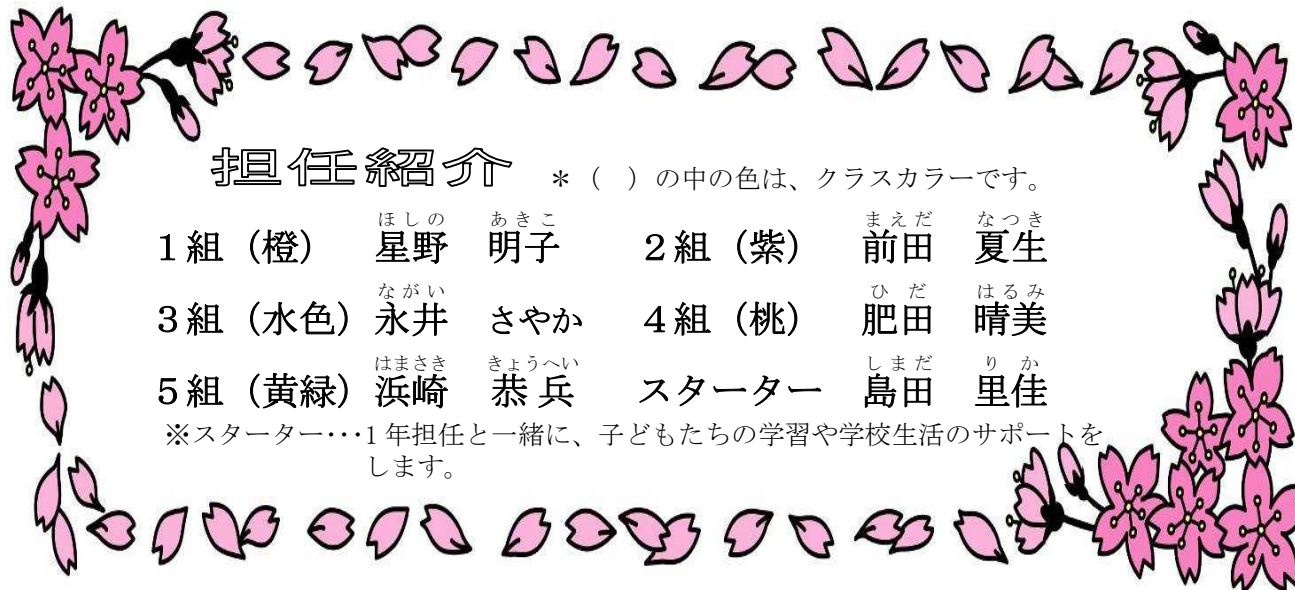 担任紹介 ＊（　）の中の色は、クラスカラーです。
ほしの　あきこ　まえだ　なつき
１組（橙）　星野　明子　２組（紫）　前田　夏生
ながい　ひだ　はるみ
３組（水色）永井　さやか　４組（桃）　肥田　晴美
はまさき　きょうへい　しまだ　りか
５組（黄緑）浜崎　恭兵　スターター　島田　里佳
※スターター･･･1年担任と一緒に、子どもたちの学習や学校生活のサポートを
します。